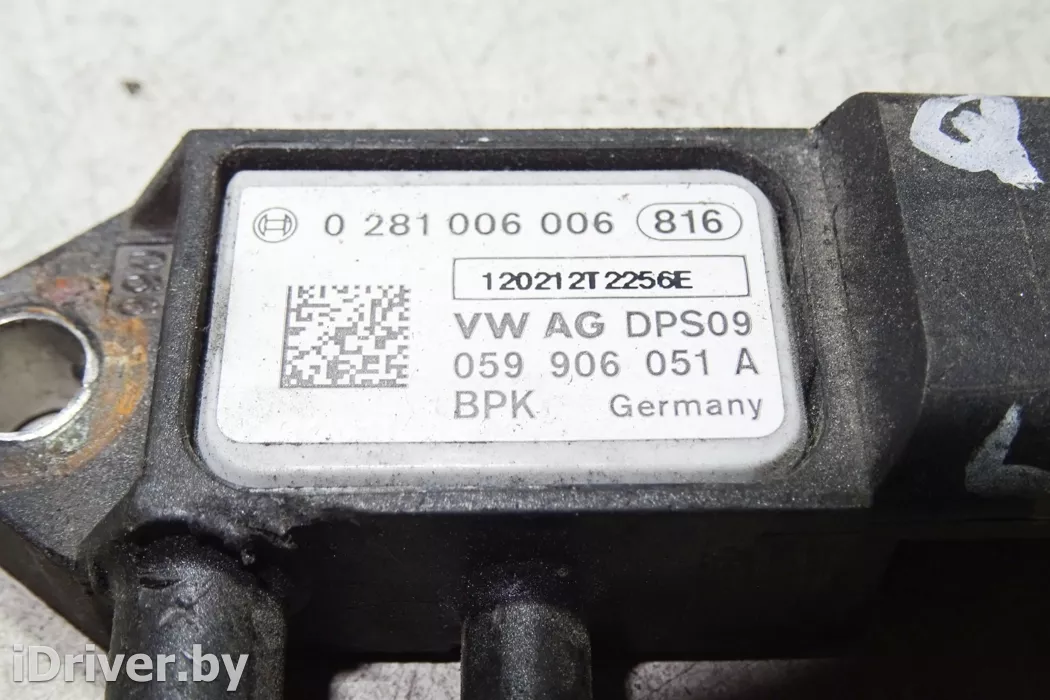 0 281 006 006 816
120212T2256E
VW AG DPS09
059 906 051 A
BPK Germany
iDriver.by